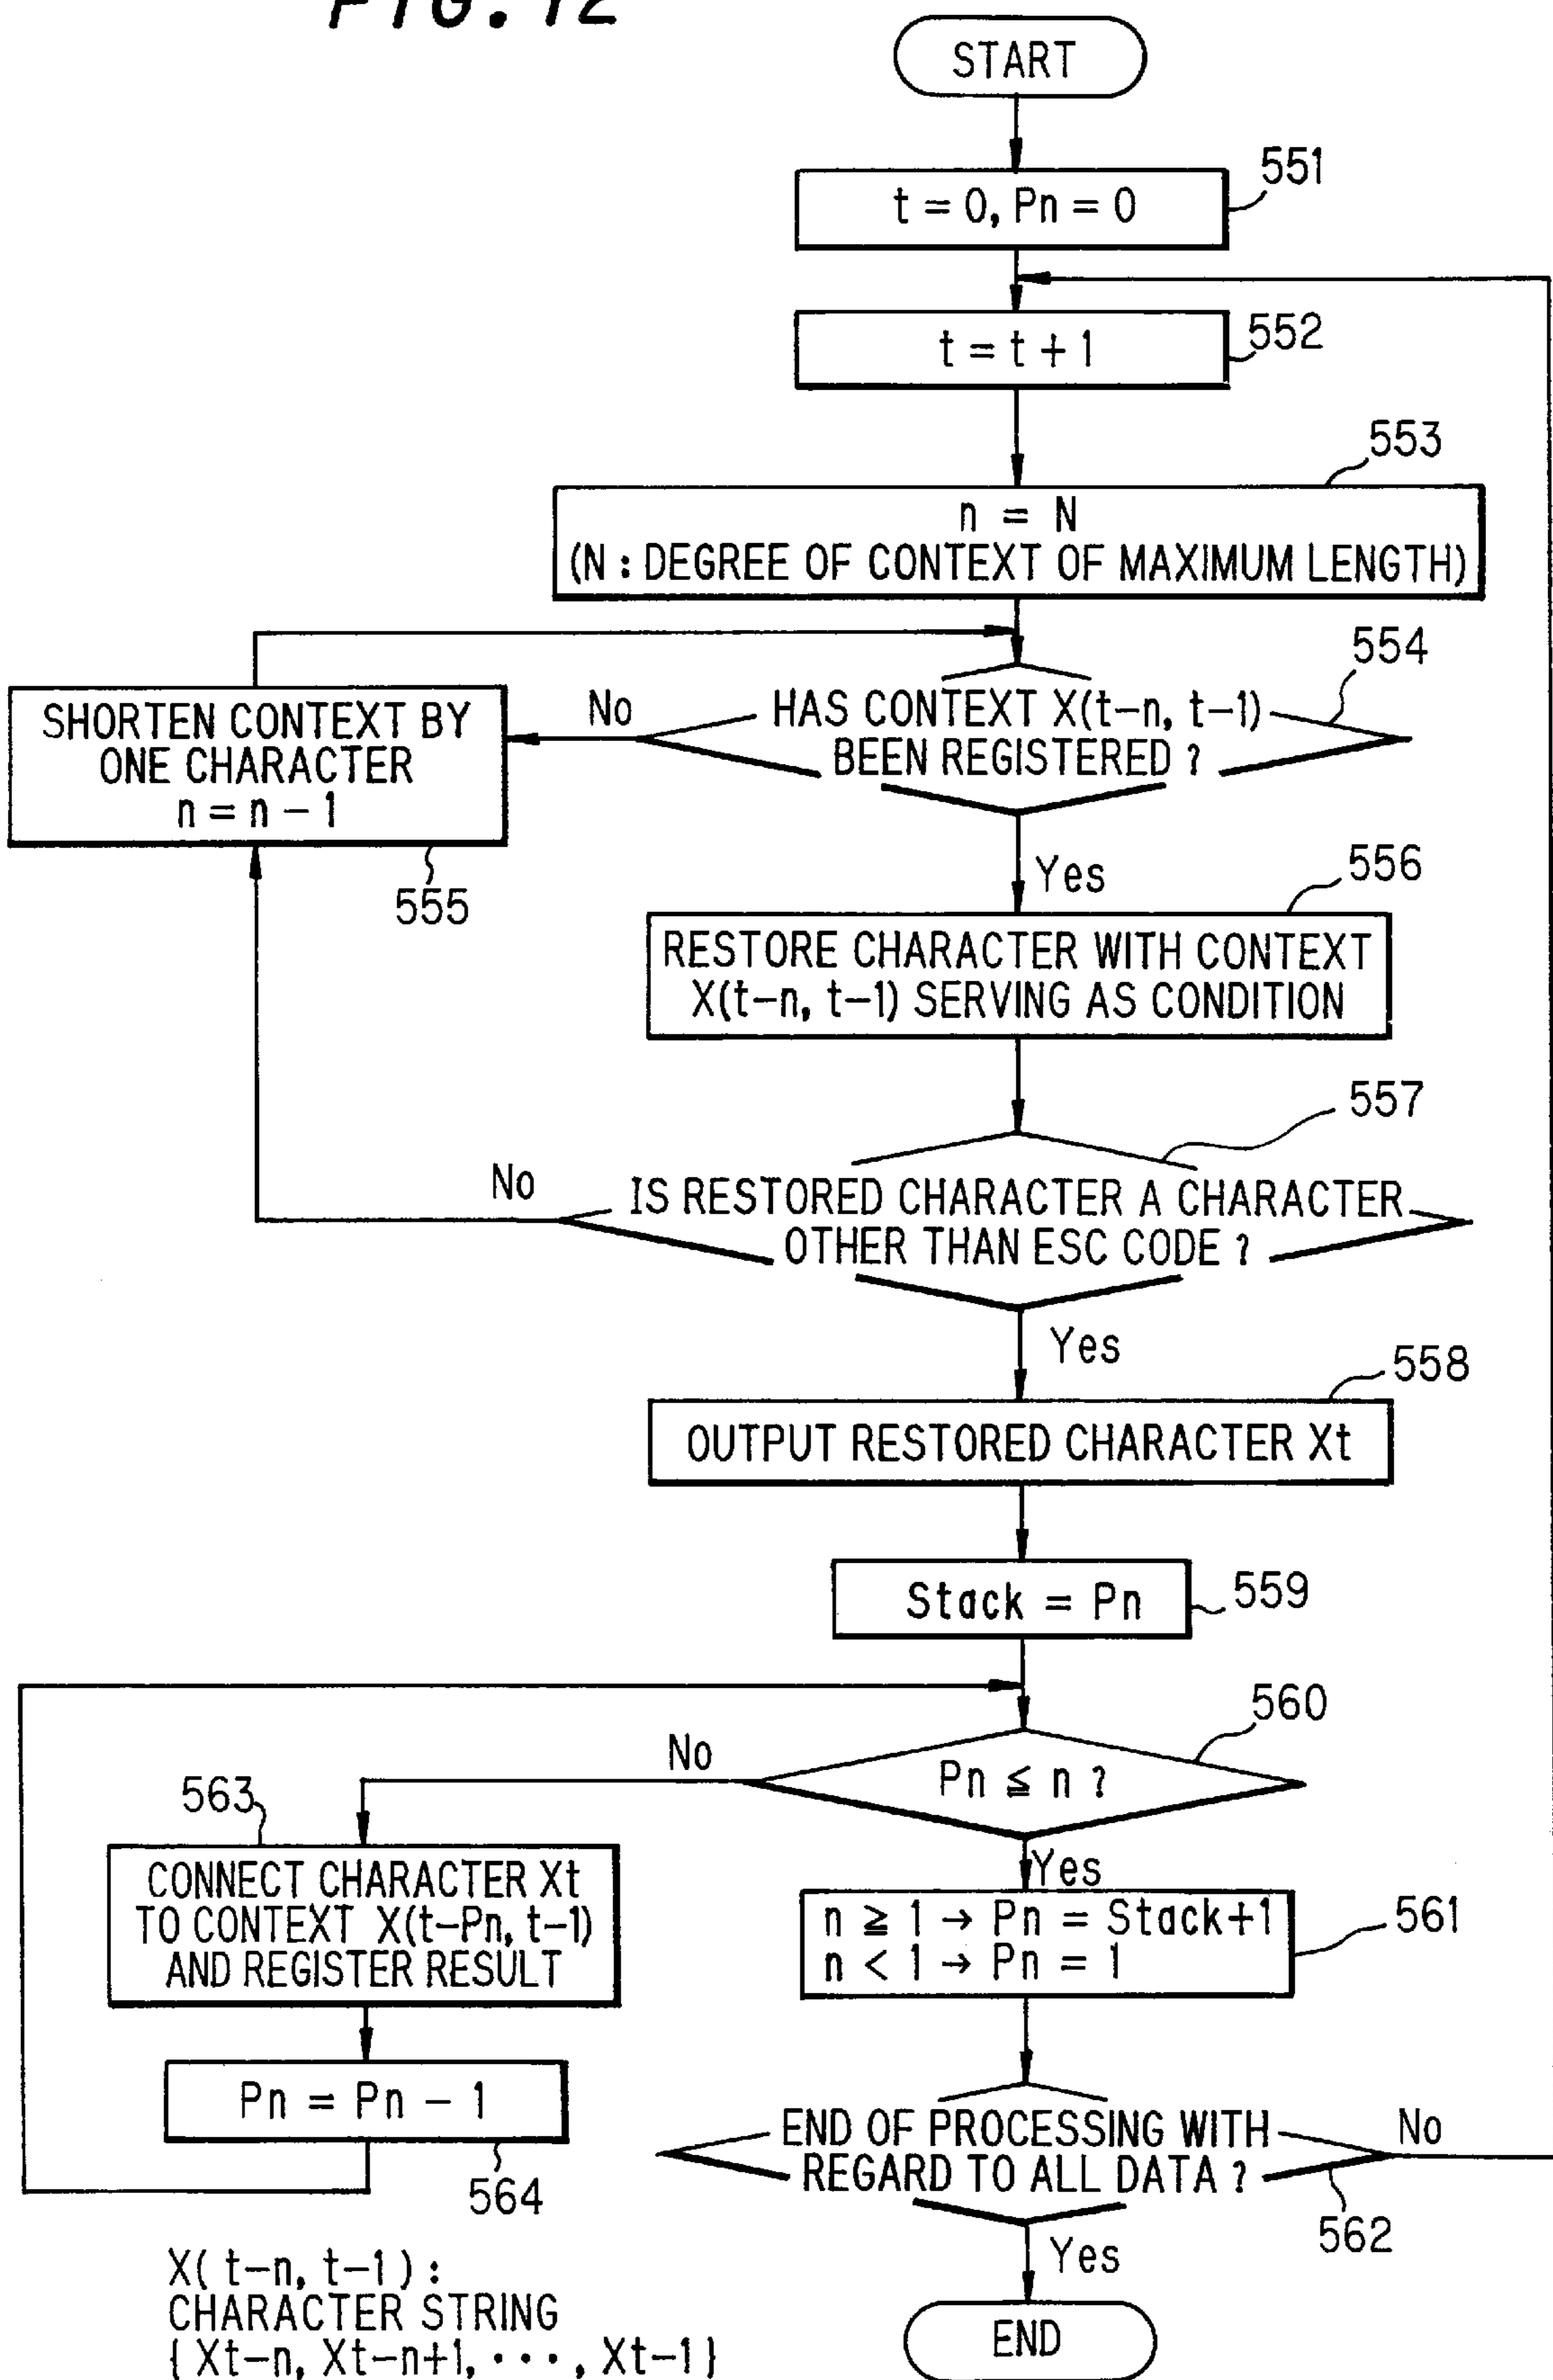 FIG. 12
START
t = 0, Pn = 0
551
t = t + 1
552
553
n = N
(N : DEGREE OF CONTEXT OF MAXIMUM LENGTH)
554
HAS CONTEXT X(t-n, t-1)
BEEN REGISTERED ?
No
SHORTEN CONTEXT BY
ONE CHARACTER
n = n - 1
555
Yes
556
RESTORE CHARACTER WITH CONTEXT
X(t-n, t-1) SERVING AS CONDITION
557
No
IS RESTORED CHARACTER A CHARACTER
OTHER THAN ESC CODE ?
Yes
558
OUTPUT RESTORED CHARACTER Xt
Stack = Pn
559
560
No
Pn ≦ n ?
563
CONNECT CHARACTER Xt
TO CONTEXT X(t-Pn, t-1)
AND REGISTER RESULT
Yes
n ≧ 1 → Pn = Stack+1
n < 1 → Pn = 1
561
Pn = Pn - 1
564
END OF PROCESSING WITH
REGARD TO ALL DATA ?
No
562
Yes
END
X( t-n, t-1 ) :
CHARACTER STRING
{ Xt-n, Xt-n+1, ･･･, Xt-1 }